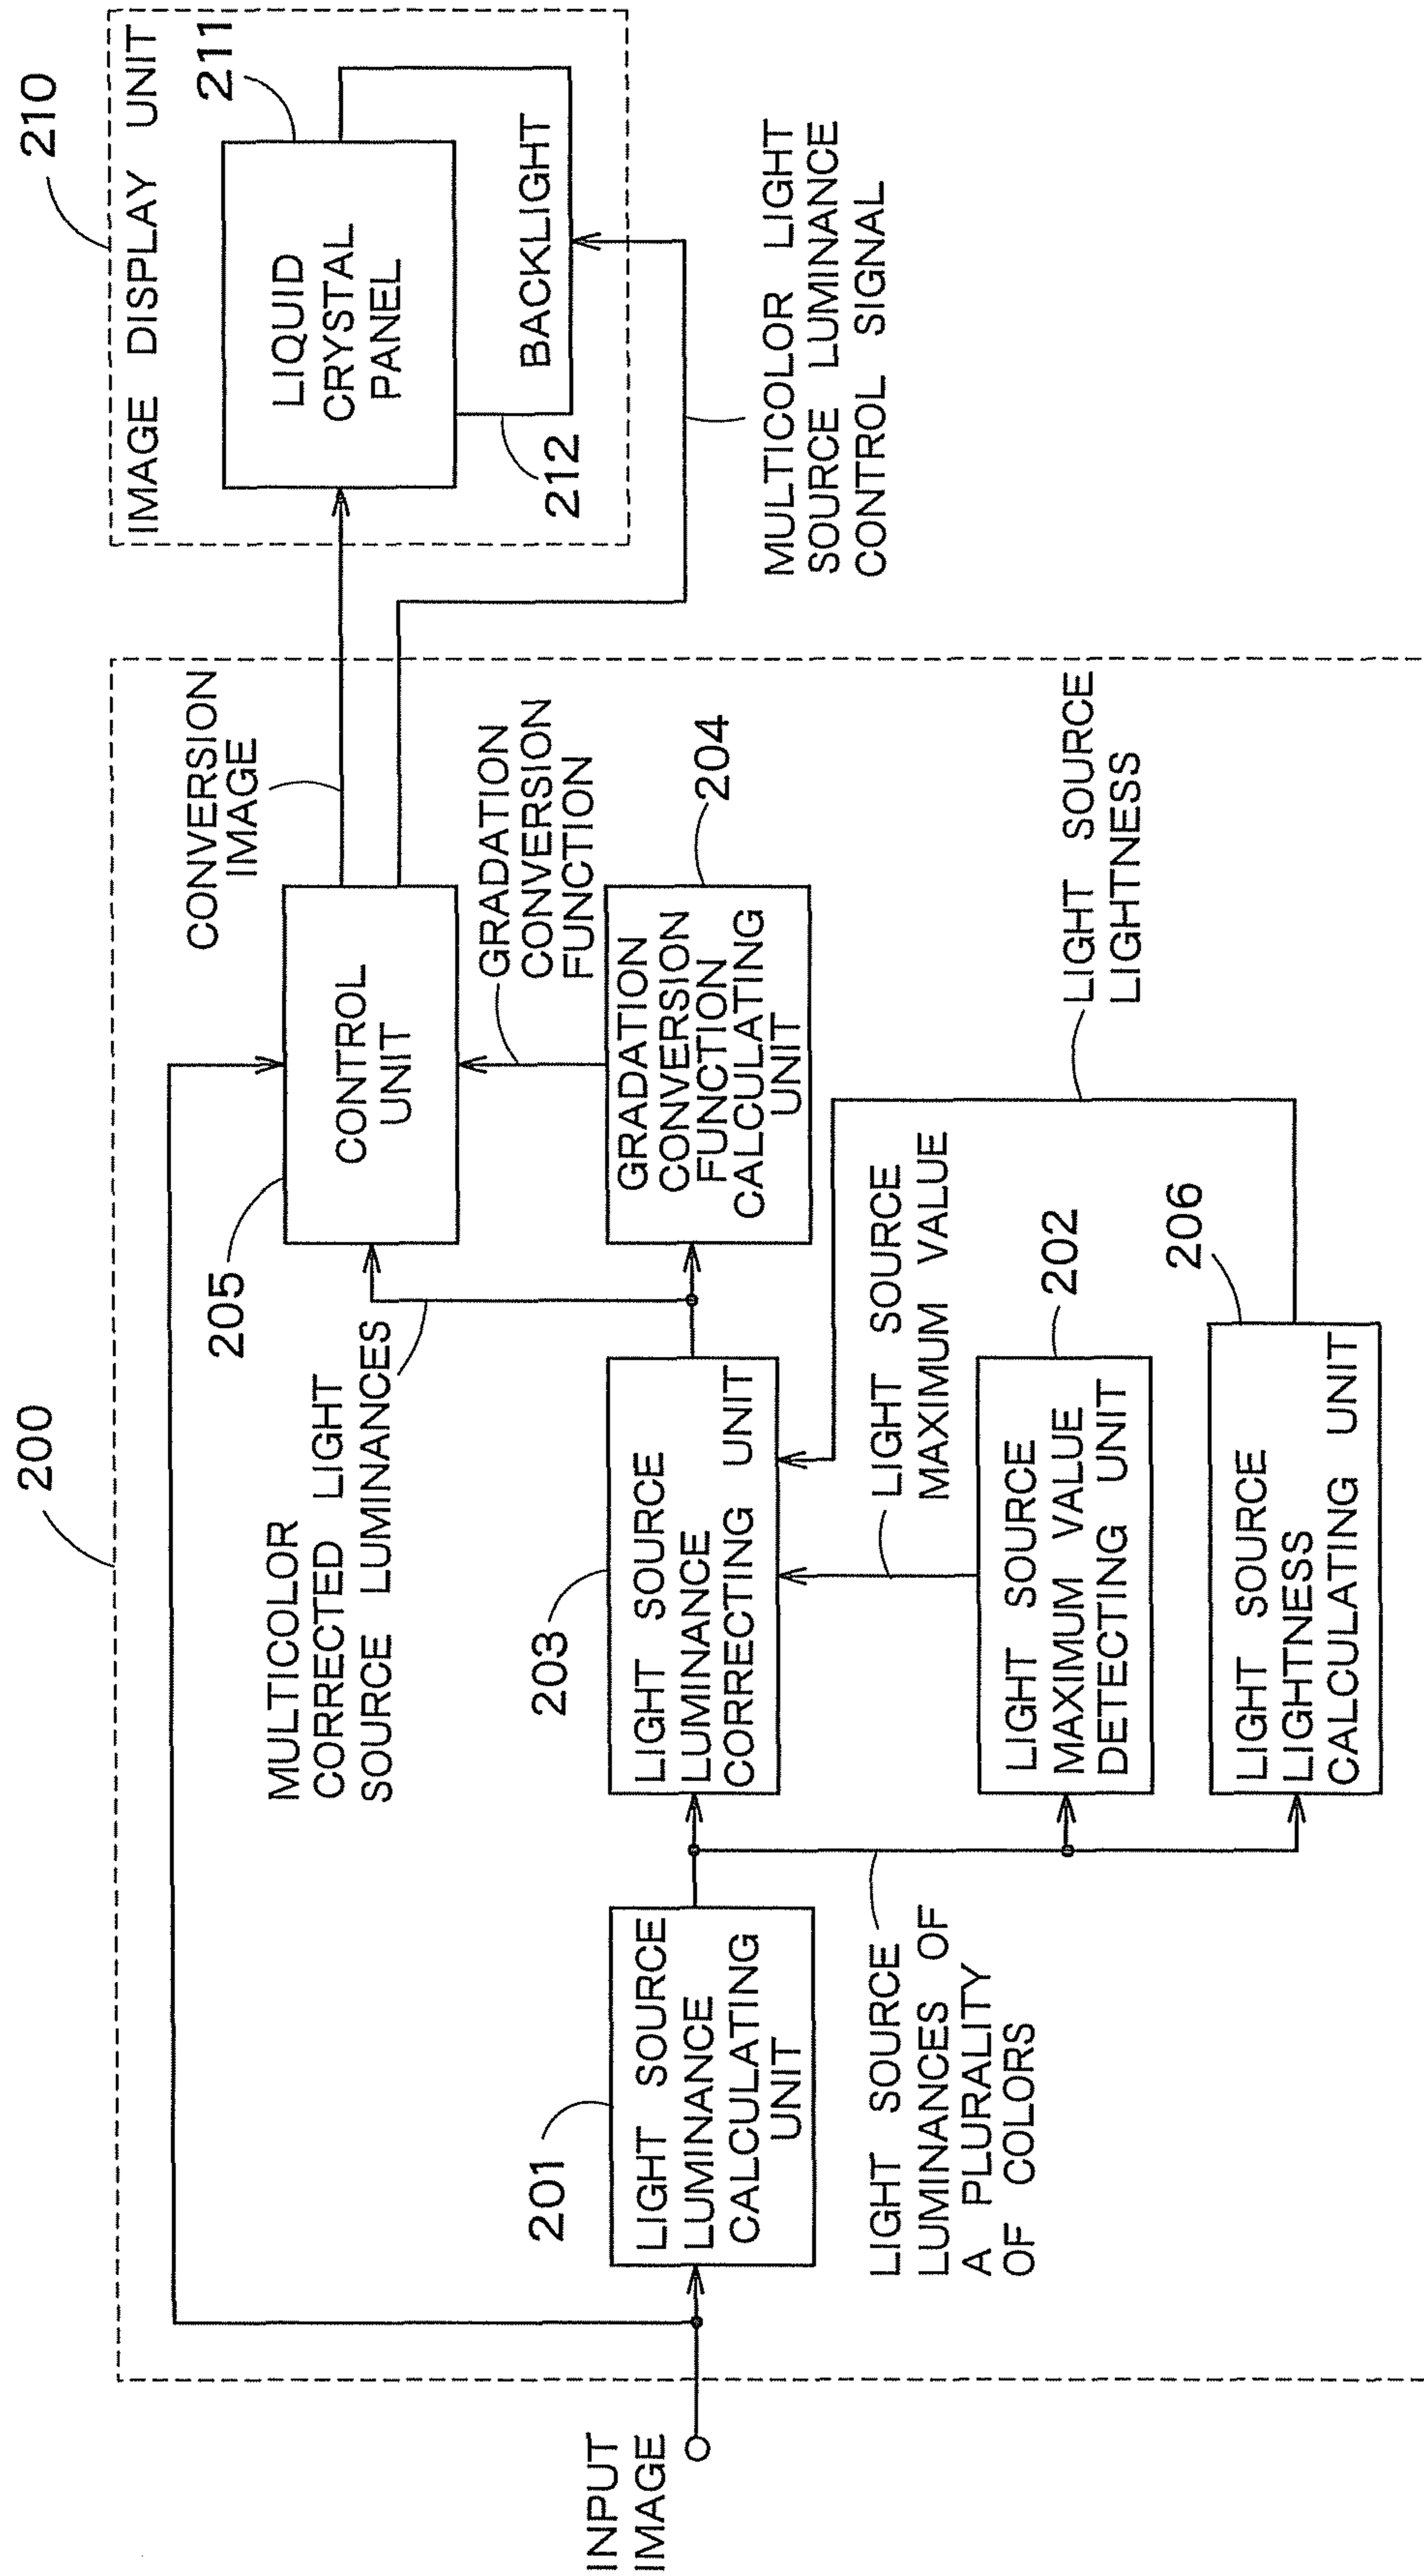 200
210
IMAGE DISPLAY UNIT
211
LIQUID
CRYSTAL
PANEL
BACKLIGHT
212
CONVERSION
IMAGE
205
CONTROL
UNIT
MULTICOLOR
CORRECTED LIGHT
SOURCE LUMINANCES
GRADATION
CONVERSION
FUNCTION
MULTICOLOR LIGHT
SOURCE LUMINANCE
CONTROL SIGNAL
INPUT
IMAGE
201
LIGHT SOURCE
LUMINANCE
CALCULATING
UNIT
203
LIGHT SOURCE
LUMINANCE
CORRECTING UNIT
GRADATION
CONVERSION
FUNCTION
CALCULATING
UNIT
204
LIGHT SOURCE
LUMINANCES OF
A PLURALITY
OF COLORS
LIGHT SOURCE
MAXIMUM VALUE
LIGHT SOURCE
MAXIMUM VALUE
DETECTING UNIT
202
LIGHT SOURCE
LIGHTNESS
LIGHT SOURCE
LIGHTNESS
CALCULATING UNIT
206